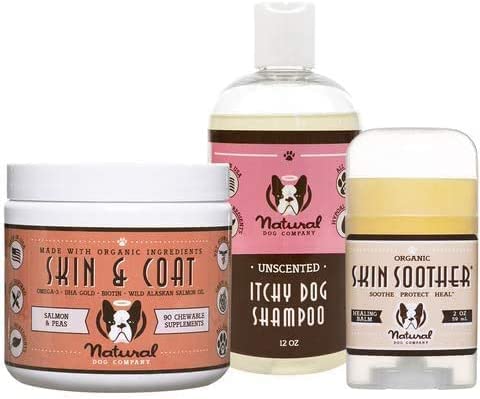 MADE WITH ORGANIC INGREDIENTS
SKIN & COAT
OMEGA-3 • DHA GOLD • BIOTIN • WILD ALASKAN SALMON OIL
SALMON
& PEAS
90 CHEWABLE
SUPPLEMENTS
Natural
DOG COMPANY
Natural
DOG COMPANY
UNSCENTED
ITCHY DOG
SHAMPOO
12 OZ
ORGANIC
SKIN SOOTHER®
SOOTHE PROTECT HEAL™
HEALING
BALM
2 OZ
59 mL
Natural
DOG COMPANY